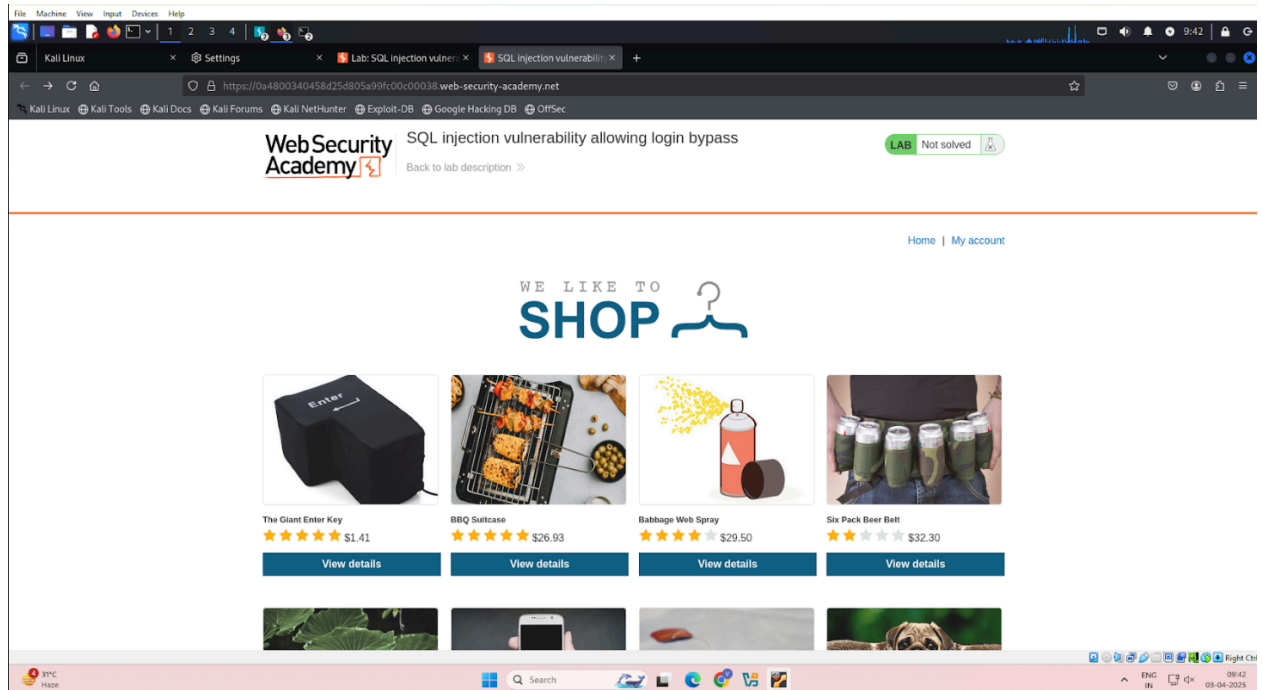 File Machine View Input Devices Help
1 2 3 4
9:42
Kali Linux
Settings
Lab: SQL injection vulner
SQL injection vulnerability
https://0a4800340458d25d805a99fc00c00038.web-security-academy.net
Kali Linux Kali Tools Kali Docs Kali Forums Kali NetHunter Exploit-DB Google Hacking DB OffSec
WebSecurity
Academy
SQL injection vulnerability allowing login bypass
Back to lab description
LAB Not solved
Home | My account
WE LIKE TO
SHOP
Enter
The Giant Enter Key
$1.41
View details
BBQ Suitcase
$26.93
View details
Babbage Web Spray
$29.50
View details
Six Pack Beer Belt
$32.30
View details
Right Ctrl
31°C
Haze
Search
ENG
IN
09:42
03-04-2025